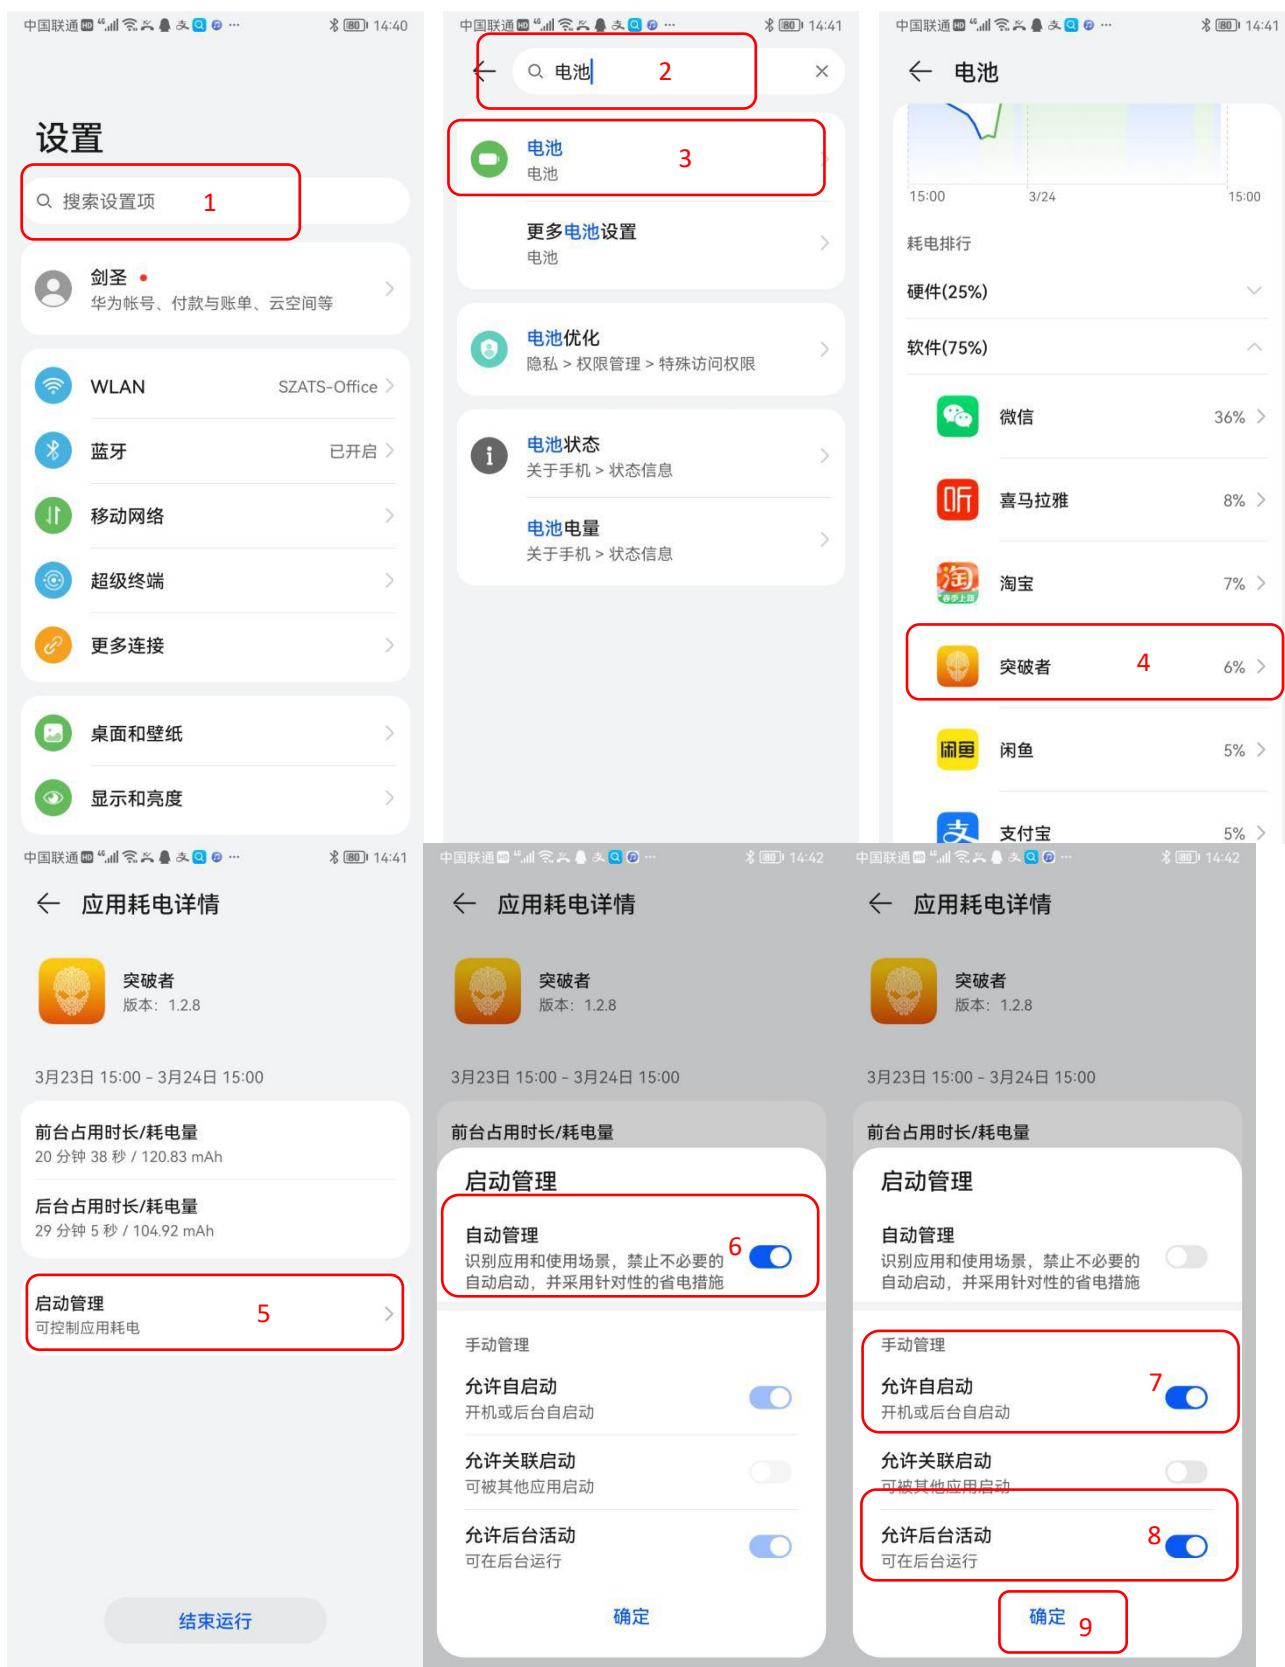 中国联通 HD 4G 14:40
设置
搜索设置项 1
剑圣
华为帐号、付款与账单、云空间等
WLAN SZATS-Office
蓝牙 已开启
移动网络
超级终端
更多连接
桌面和壁纸
显示和亮度
中国联通 HD 4G 80 14:41
电池 2
电池 3
电池
更多电池设置
电池
电池优化
隐私 > 权限管理 > 特殊访问权限
电池状态
关于手机 > 状态信息
电池电量
关于手机 > 状态信息
中国联通 HD 4G 80 14:41
电池
15:00 3/24 15:00
耗电排行
硬件(25%)
软件(75%)
微信 36%
听 喜马拉雅 8%
淘 淘宝 7%
突破者 4 6%
闲鱼 闲鱼 5%
支 支付宝 5%
中国联通 HD 4G 80 14:41
应用耗电详情
突破者
版本：1.2.8
3月23日 15:00 - 3月24日 15:00
前台占用时长/耗电量
20 分钟 38 秒 / 120.83 mAh
后台占用时长/耗电量
29 分钟 5 秒 / 104.92 mAh
启动管理 5
可控制应用耗电
结束运行
中国联通 HD 4G 80 14:42
应用耗电详情
突破者
版本：1.2.8
3月23日 15:00 - 3月24日 15:00
前台占用时长/耗电量
启动管理
自动管理 6
识别应用和使用场景，禁止不必要的
自动启动，并采用针对性的省电措施
手动管理
允许自启动
开机或后台自启动
允许关联启动
可被其他应用启动
允许后台活动
可在后台运行
确定
中国联通 HD 4G 80 14:42
应用耗电详情
突破者
版本：1.2.8
3月23日 15:00 - 3月24日 15:00
前台占用时长/耗电量
启动管理
自动管理
识别应用和使用场景，禁止不必要的
自动启动，并采用针对性的省电措施
手动管理
允许自启动 7
开机或后台自启动
允许关联启动
可被其他应用启动
允许后台活动 8
可在后台运行
确定 9